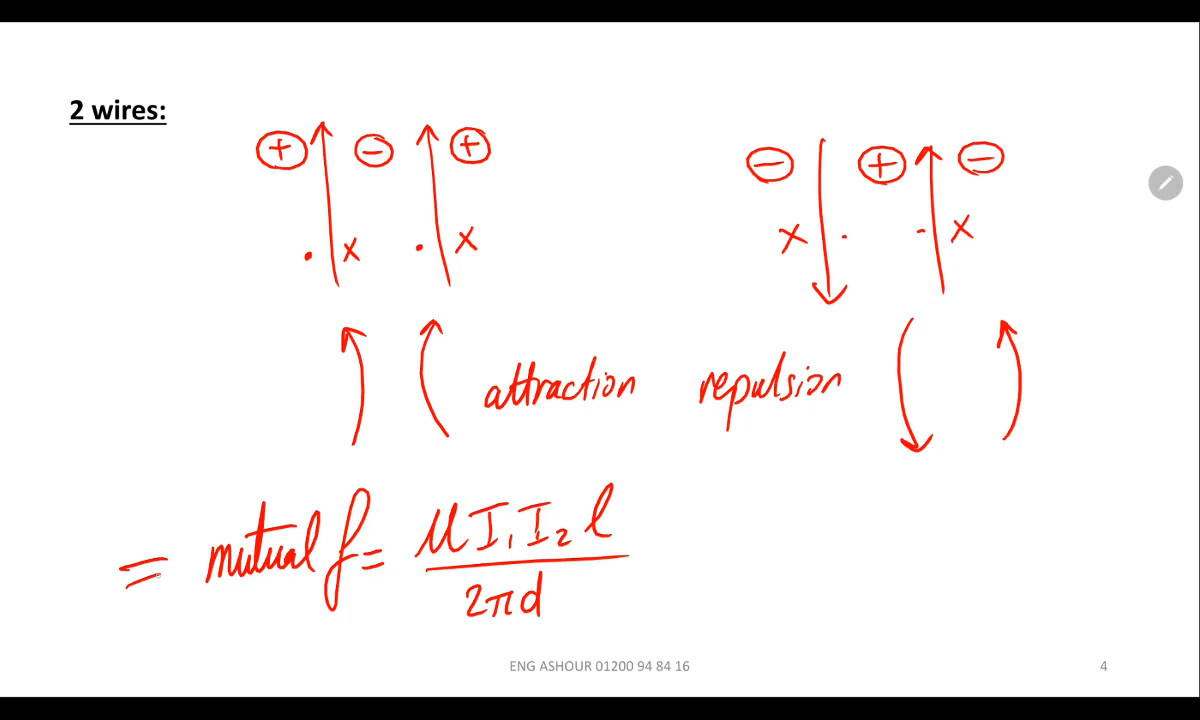 2 wires:
+ - + - + -
. x . x x . . x
attraction repulsion
= mutual f = μ I₁ I₂ l / 2πd
ENG ASHOUR 01200 94 84 16
4